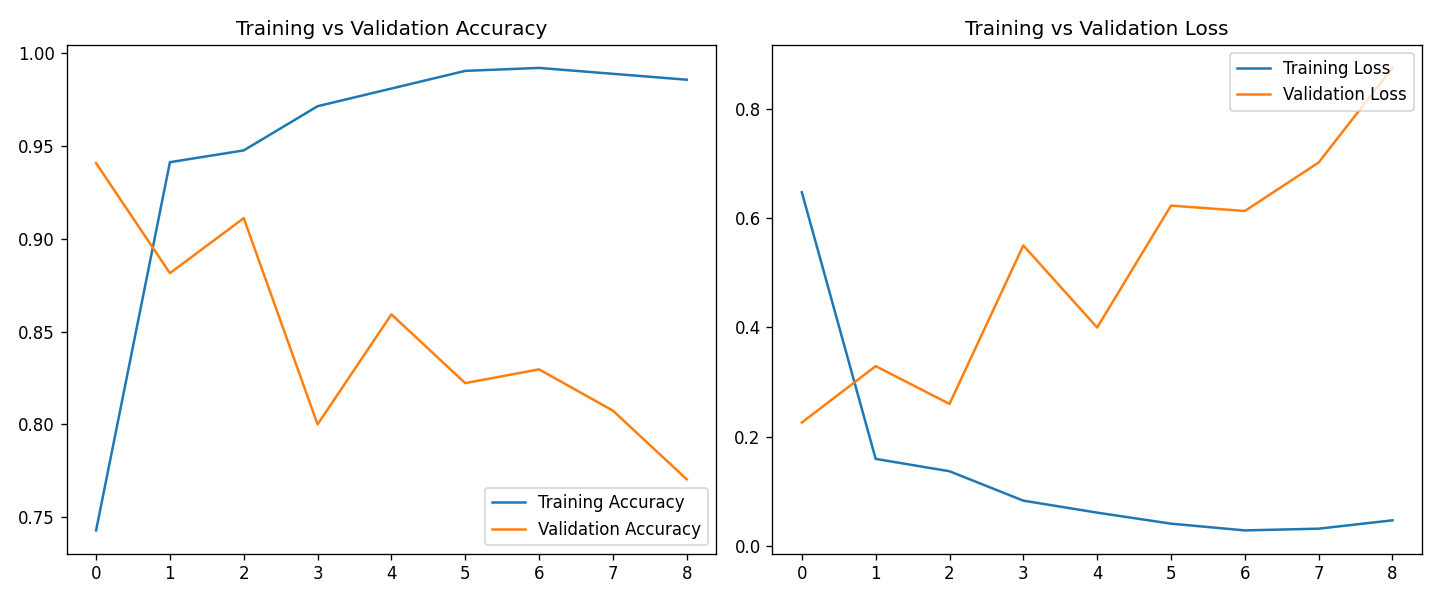 Training vs Validation Accuracy
1.00
0.95
0.90
0.85
0.80
0.75
0 1 2 3 4 5 6 7 8
Training Accuracy
Validation Accuracy
Training vs Validation Loss
0.8
0.6
0.4
0.2
0.0
0 1 2 3 4 5 6 7 8
Training Loss
Validation Loss